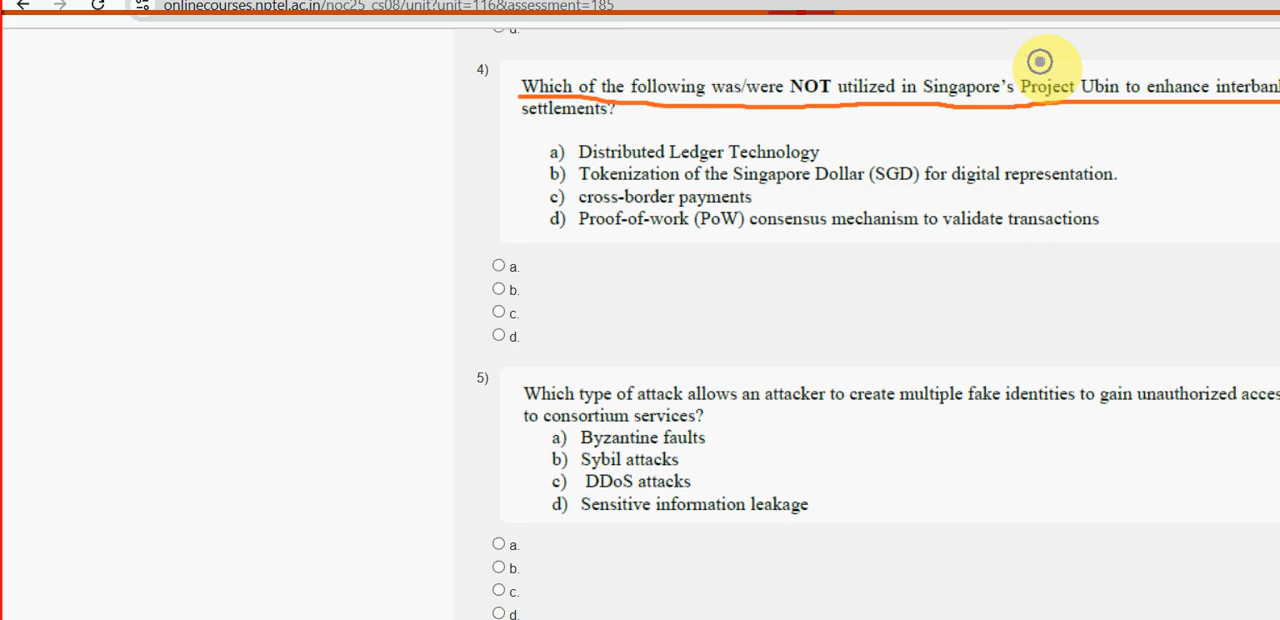 onlinecourses.nptel.ac.in/noc25_cs08/unit?unit=116&assessment=185
d.
4)
Which of the following was/were NOT utilized in Singapore's Project Ubin to enhance interbank
settlements?
a) Distributed Ledger Technology
b) Tokenization of the Singapore Dollar (SGD) for digital representation.
c) cross-border payments
d) Proof-of-work (PoW) consensus mechanism to validate transactions
a.
b.
c.
d.
5)
Which type of attack allows an attacker to create multiple fake identities to gain unauthorized acces
to consortium services?
a) Byzantine faults
b) Sybil attacks
c) DDoS attacks
d) Sensitive information leakage
a.
b.
c.
d.